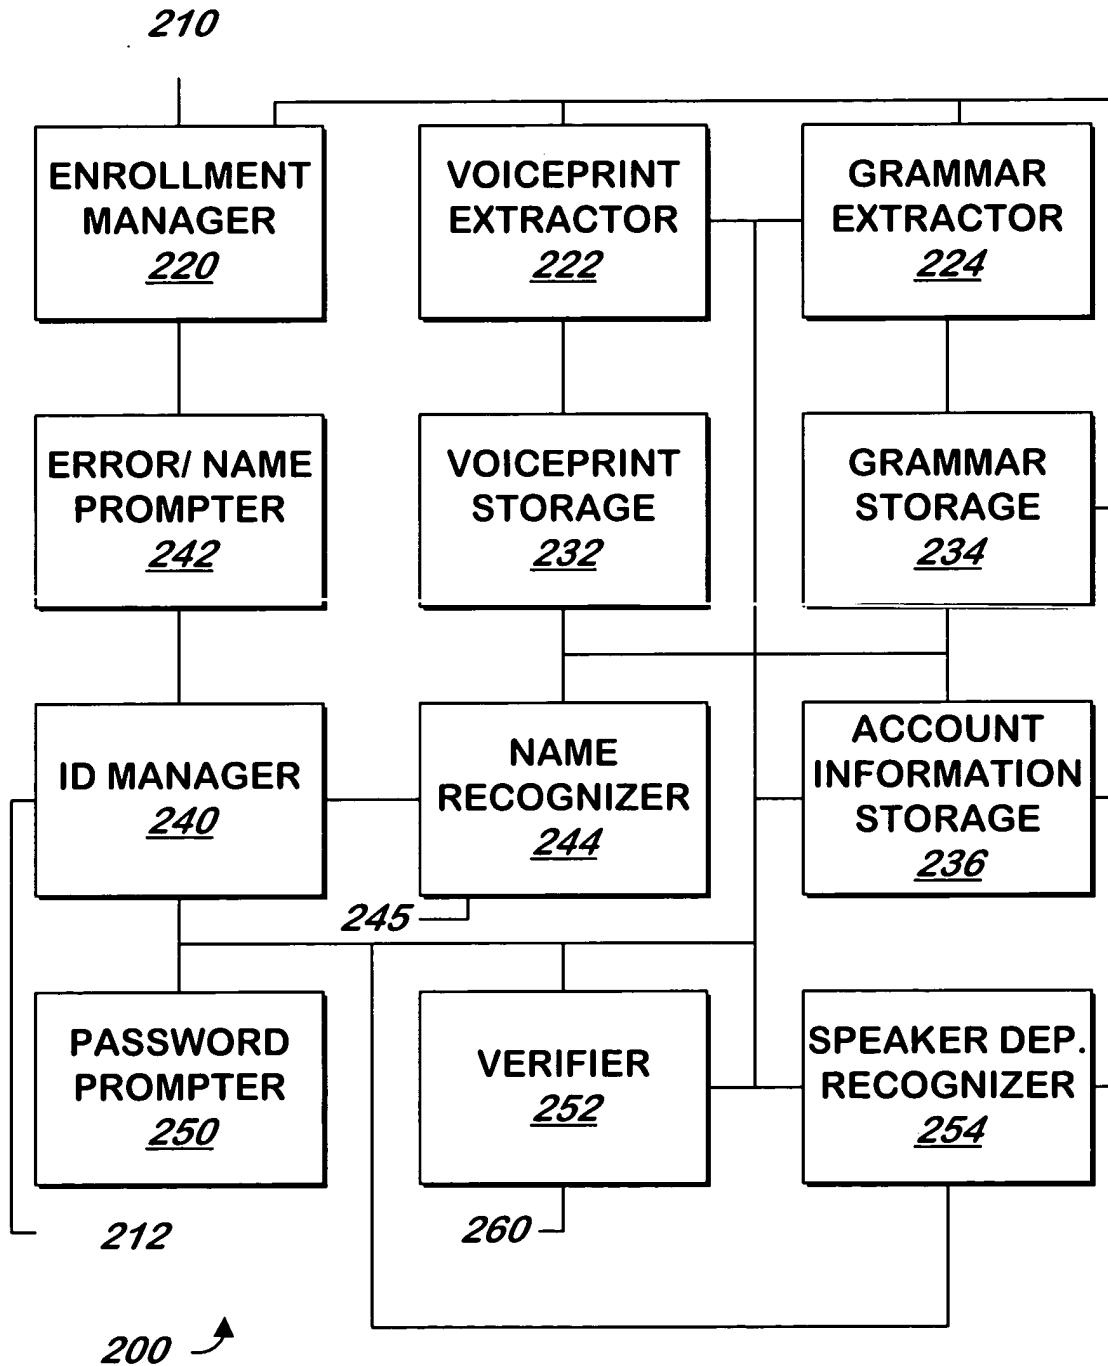 210
ENROLLMENT
MANAGER
220
VOICEPRINT
EXTRACTOR
222
GRAMMAR
EXTRACTOR
224
ERROR/ NAME
PROMPTER
242
VOICEPRINT
STORAGE
232
GRAMMAR
STORAGE
234
ID MANAGER
240
NAME
RECOGNIZER
244
ACCOUNT
INFORMATION
STORAGE
236
245
PASSWORD
PROMPTER
250
VERIFIER
252
SPEAKER DEP.
RECOGNIZER
254
212
260
200